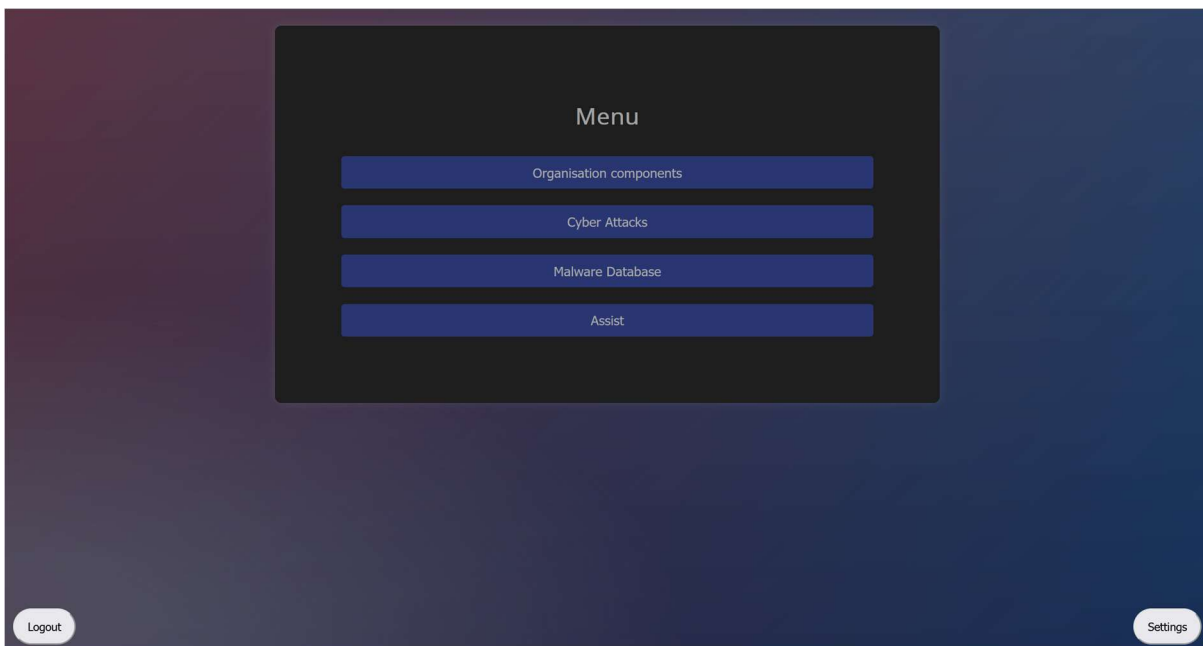 Menu
Organisation components
Cyber Attacks
Malware Database
Assist
Logout
Settings